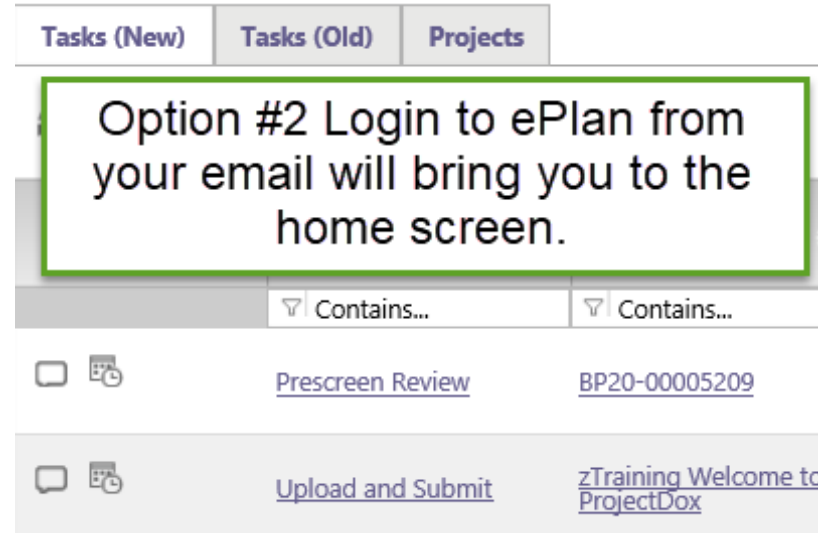 Tasks (New) Tasks (Old) Projects
Option #2 Login to ePlan from
your email will bring you to the
home screen.
Contains... Contains...
Prescreen Review BP20-00005209
Upload and Submit zTraining Welcome to
ProjectDox